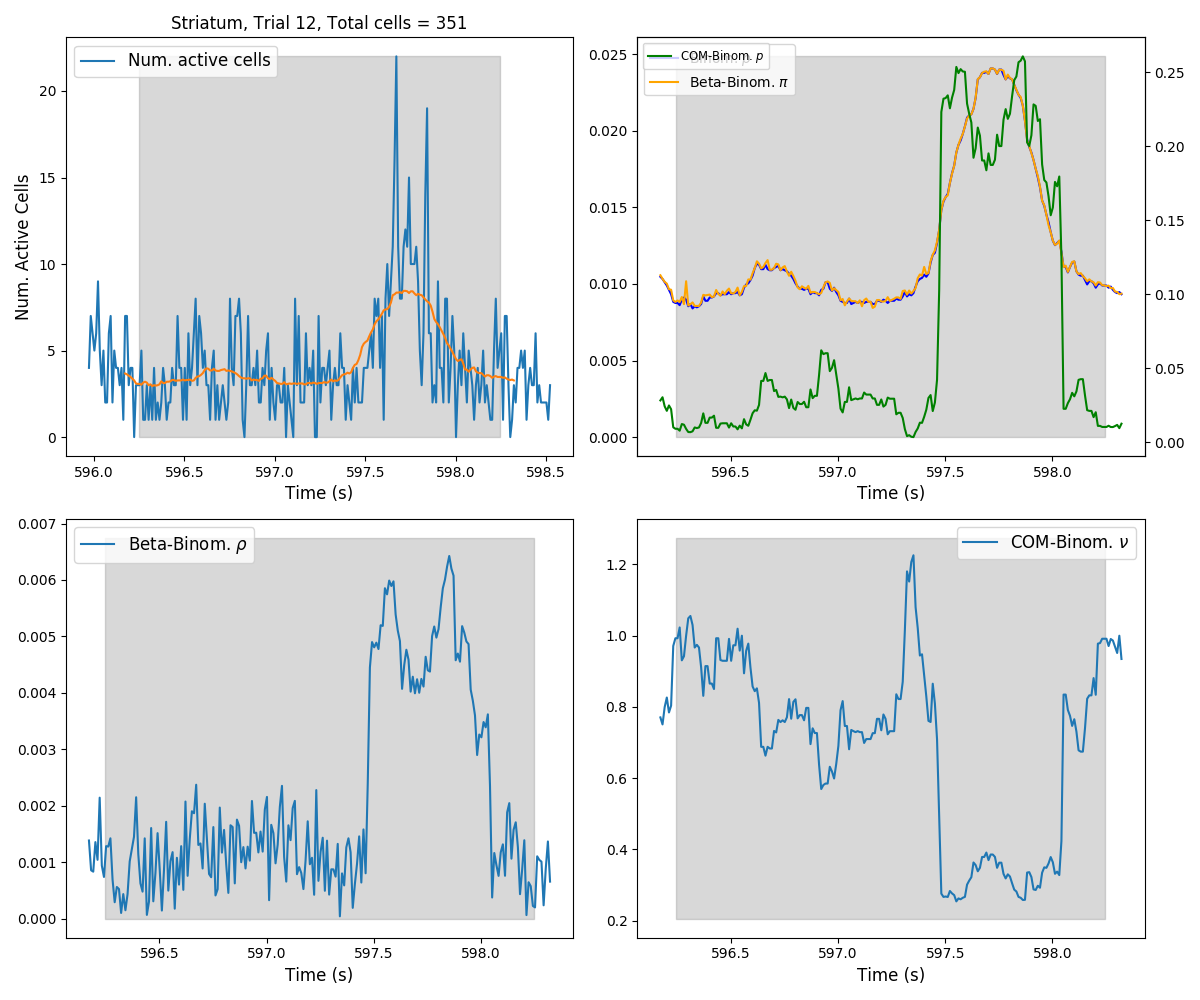 Striatum, Trial 12, Total cells = 351
Num. active cells
Num. Active Cells
20
15
10
5
0
596.0 596.5 597.0 597.5 598.0 598.5
Time (s)
COM-Binom. p
Beta-Binom. π
0.025
0.020
0.015
0.010
0.005
0.000
0.25
0.20
0.15
0.10
0.05
0.00
596.5 597.0 597.5 598.0
Time (s)
Beta-Binom. ρ
0.007
0.006
0.005
0.004
0.003
0.002
0.001
0.000
596.5 597.0 597.5 598.0
Time (s)
COM-Binom. ν
1.2
1.0
0.8
0.6
0.4
0.2
596.5 597.0 597.5 598.0
Time (s)